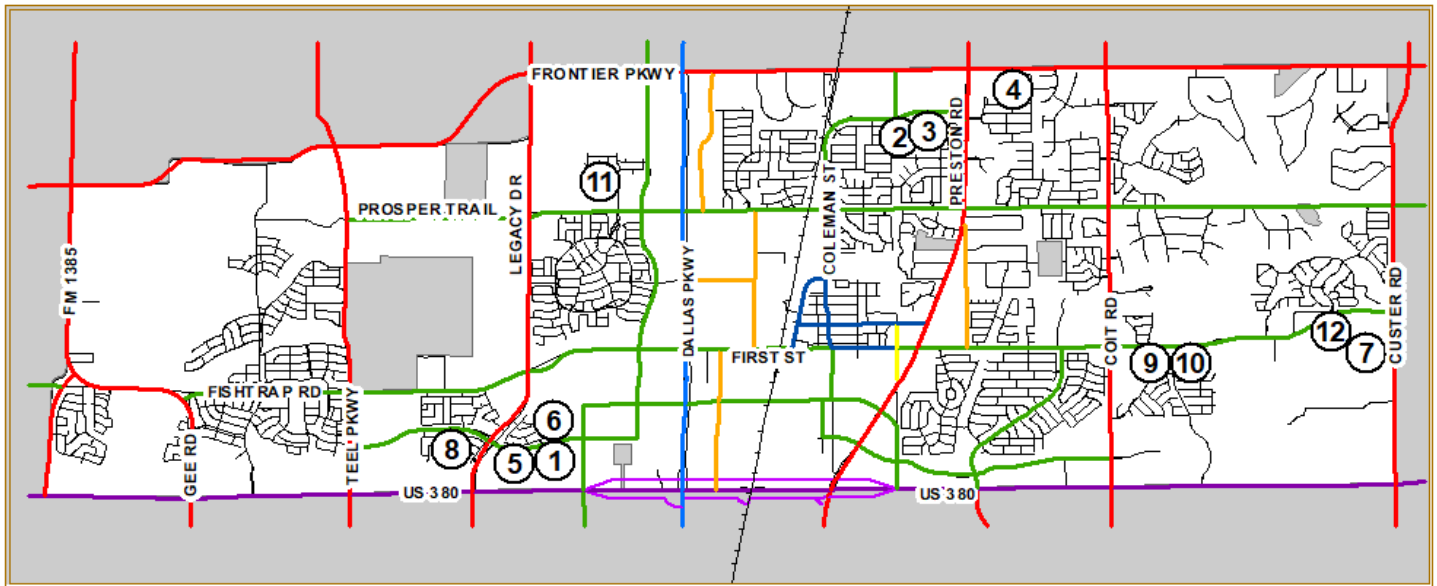 FRONTIER PKWY
4
2
3
PRESTON RD
11
COLEMAN ST
PROSPER TRAIL
LEGACY DR
FM 1385
DALLAS PKWY
COIT RD
CUSTER RD
12
7
FIRST ST
9
10
FISHTRAP RD
TEEL PKWY
GEE RD
6
8
5
1
US 380
US 380